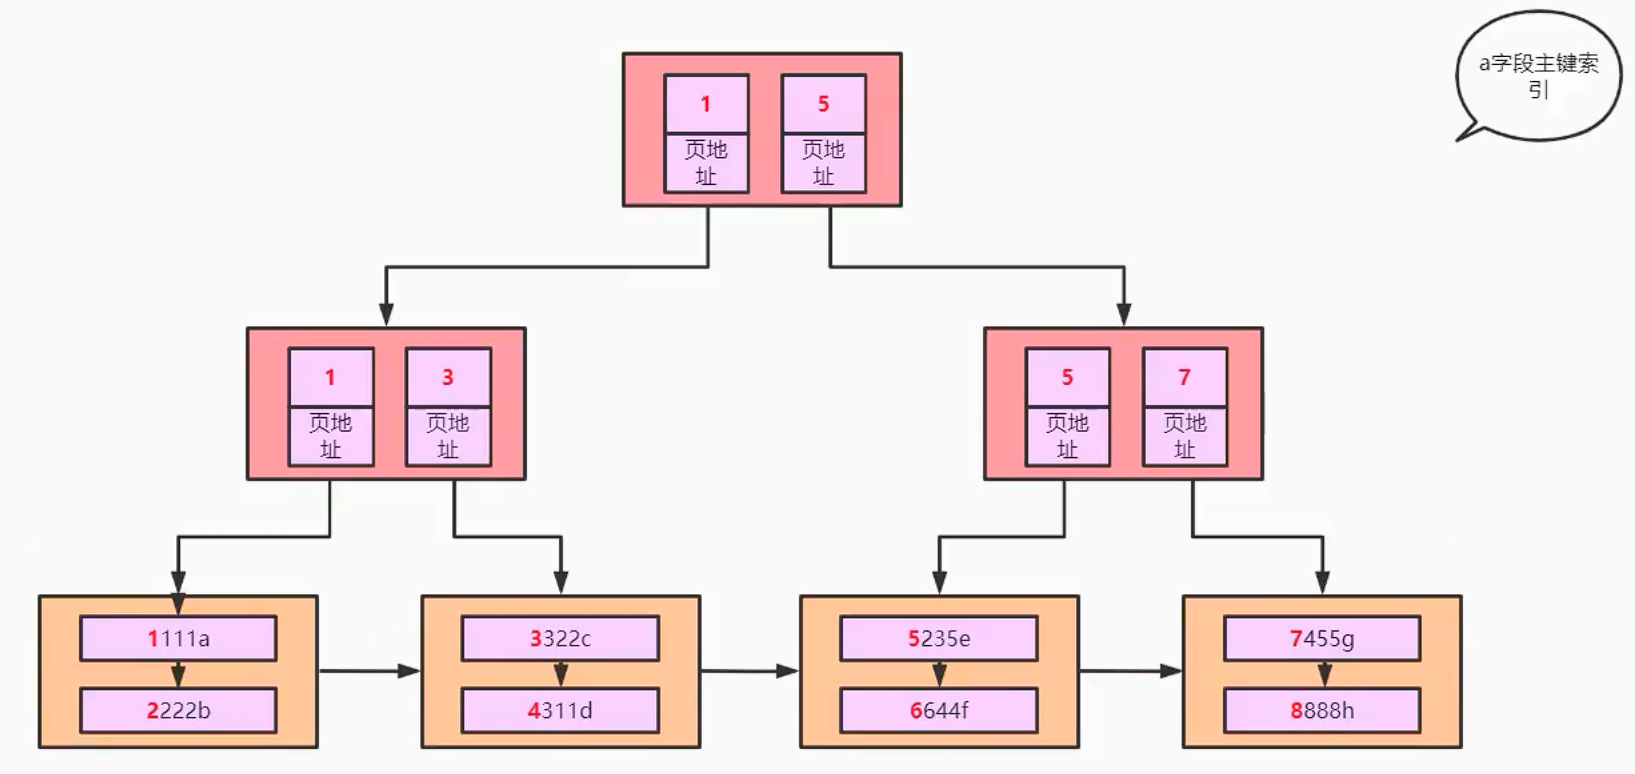 a字段主键索
引
1
5
页地
址
页地
址
1
3
页地
址
页地
址
5
7
页地
址
页地
址
1111a
2222b
3322c
4311d
5235e
6644f
7455g
8888h